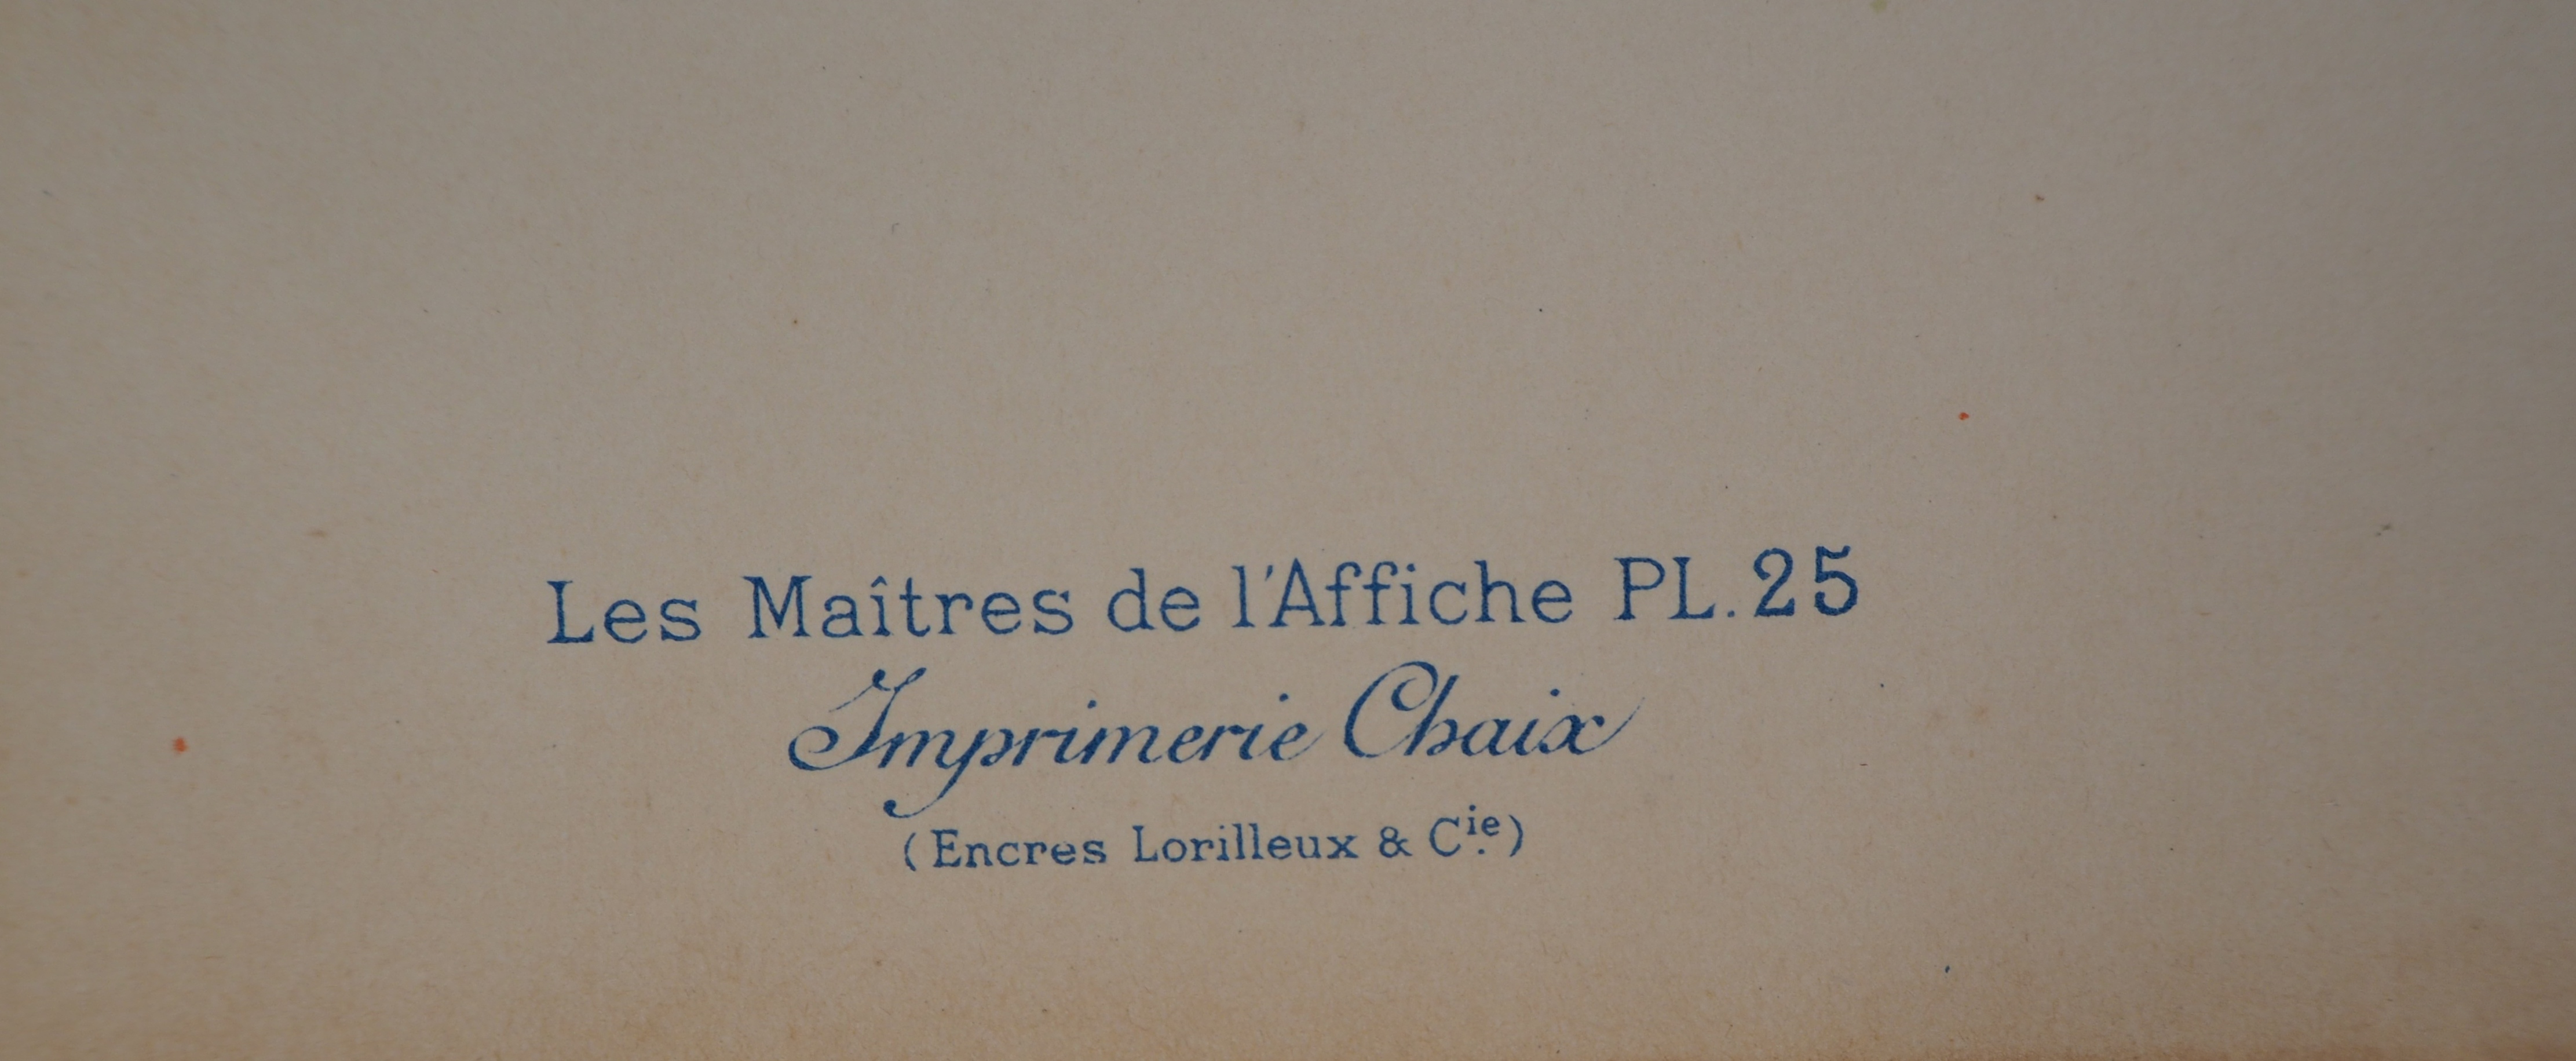 Les Maîtres de l'Affiche PL. 25
Imprimerie Chaix
(Encres Lorilleux & Cie.)